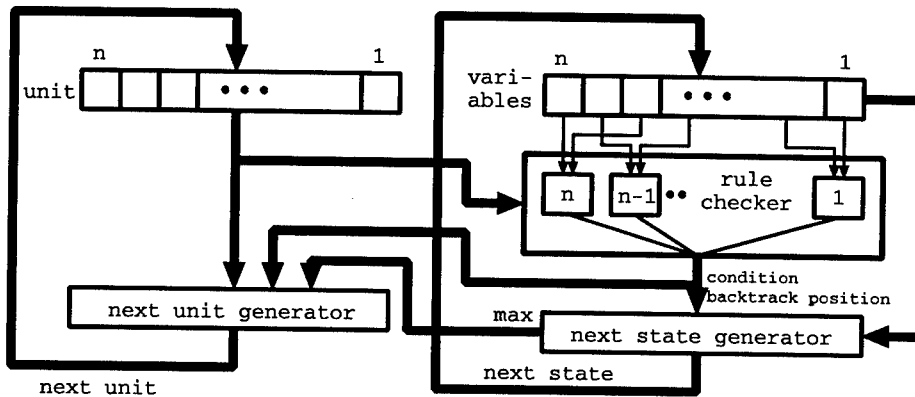 n
1
unit
• • •
n
1
vari-
ables
• • •
n
n-1
••
rule
checker
1
condition
backtrack position
next unit generator
max
next state generator
next unit
next state